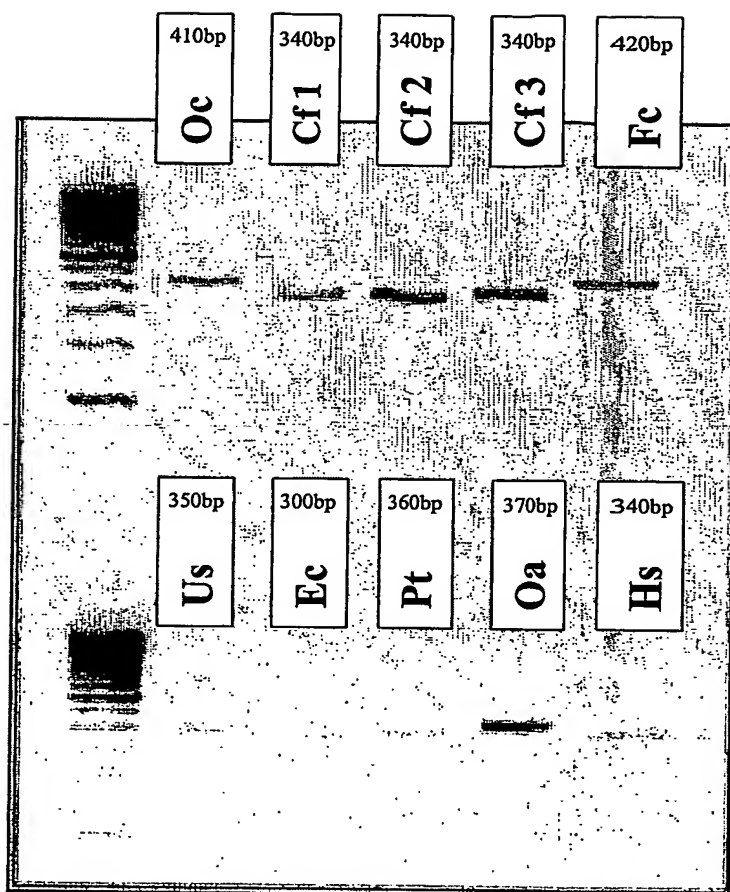 410bp
Oc
340bp
Cf 1
340bp
Cf 2
340bp
Cf 3
420bp
Fc
350bp
Us
300bp
Ec
360bp
Pt
370bp
Oa
340bp
Hs